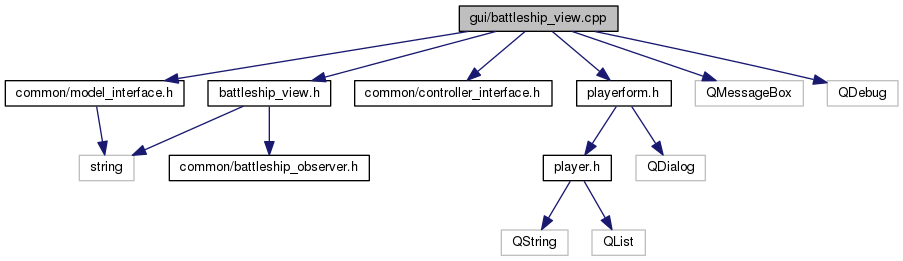 gui/battleship_view.cpp
common/model_interface.h
battleship_view.h
common/controller_interface.h
playerform.h
QMessageBox
QDebug
string
common/battleship_observer.h
player.h
QDialog
QString
QList